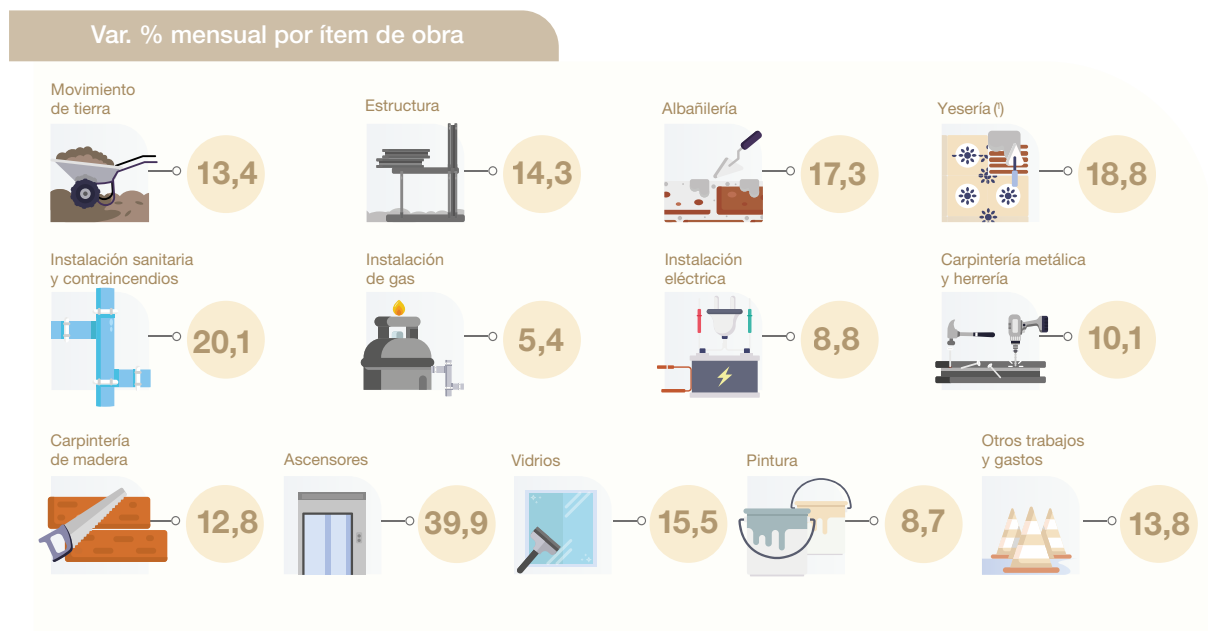 Var. % mensual por ítem de obra
Movimiento
de tierra
13,4
Estructura
14,3
Albañilería
17,3
Yesería (¹)
18,8
Instalación sanitaria
y contraincendios
20,1
Instalación
de gas
5,4
Instalación
eléctrica
8,8
Carpintería metálica
y herrería
10,1
Carpintería
de madera
12,8
Ascensores
39,9
Vidrios
15,5
Pintura
8,7
Otros trabajos
y gastos
13,8